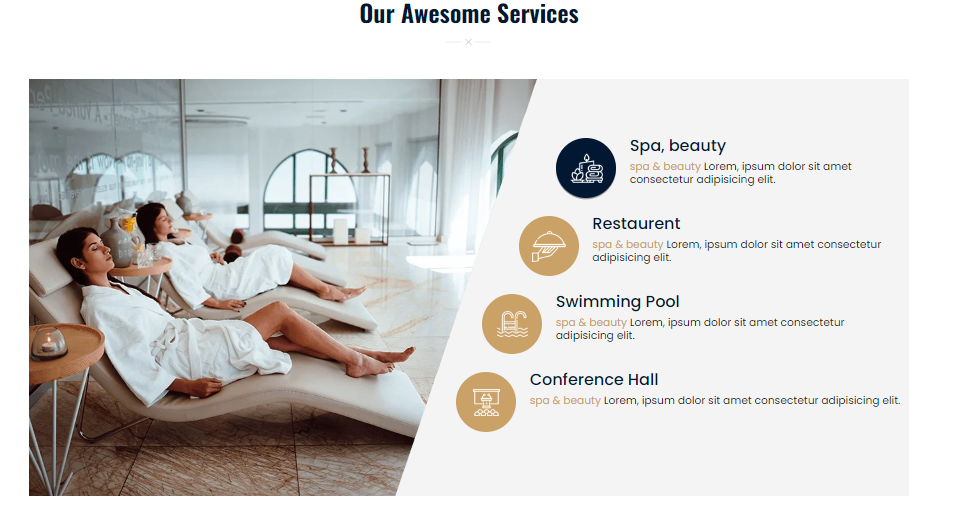 Our Awesome Services
Spa, beauty
spa & beauty Lorem, ipsum dolor sit amet
consectetur adipisicing elit.
Restaurent
spa & beauty Lorem, ipsum dolor sit amet consectetur
adipisicing elit.
Swimming Pool
spa & beauty Lorem, ipsum dolor sit amet consectetur
adipisicing elit.
Conference Hall
spa & beauty Lorem, ipsum dolor sit amet consectetur adipisicing elit.